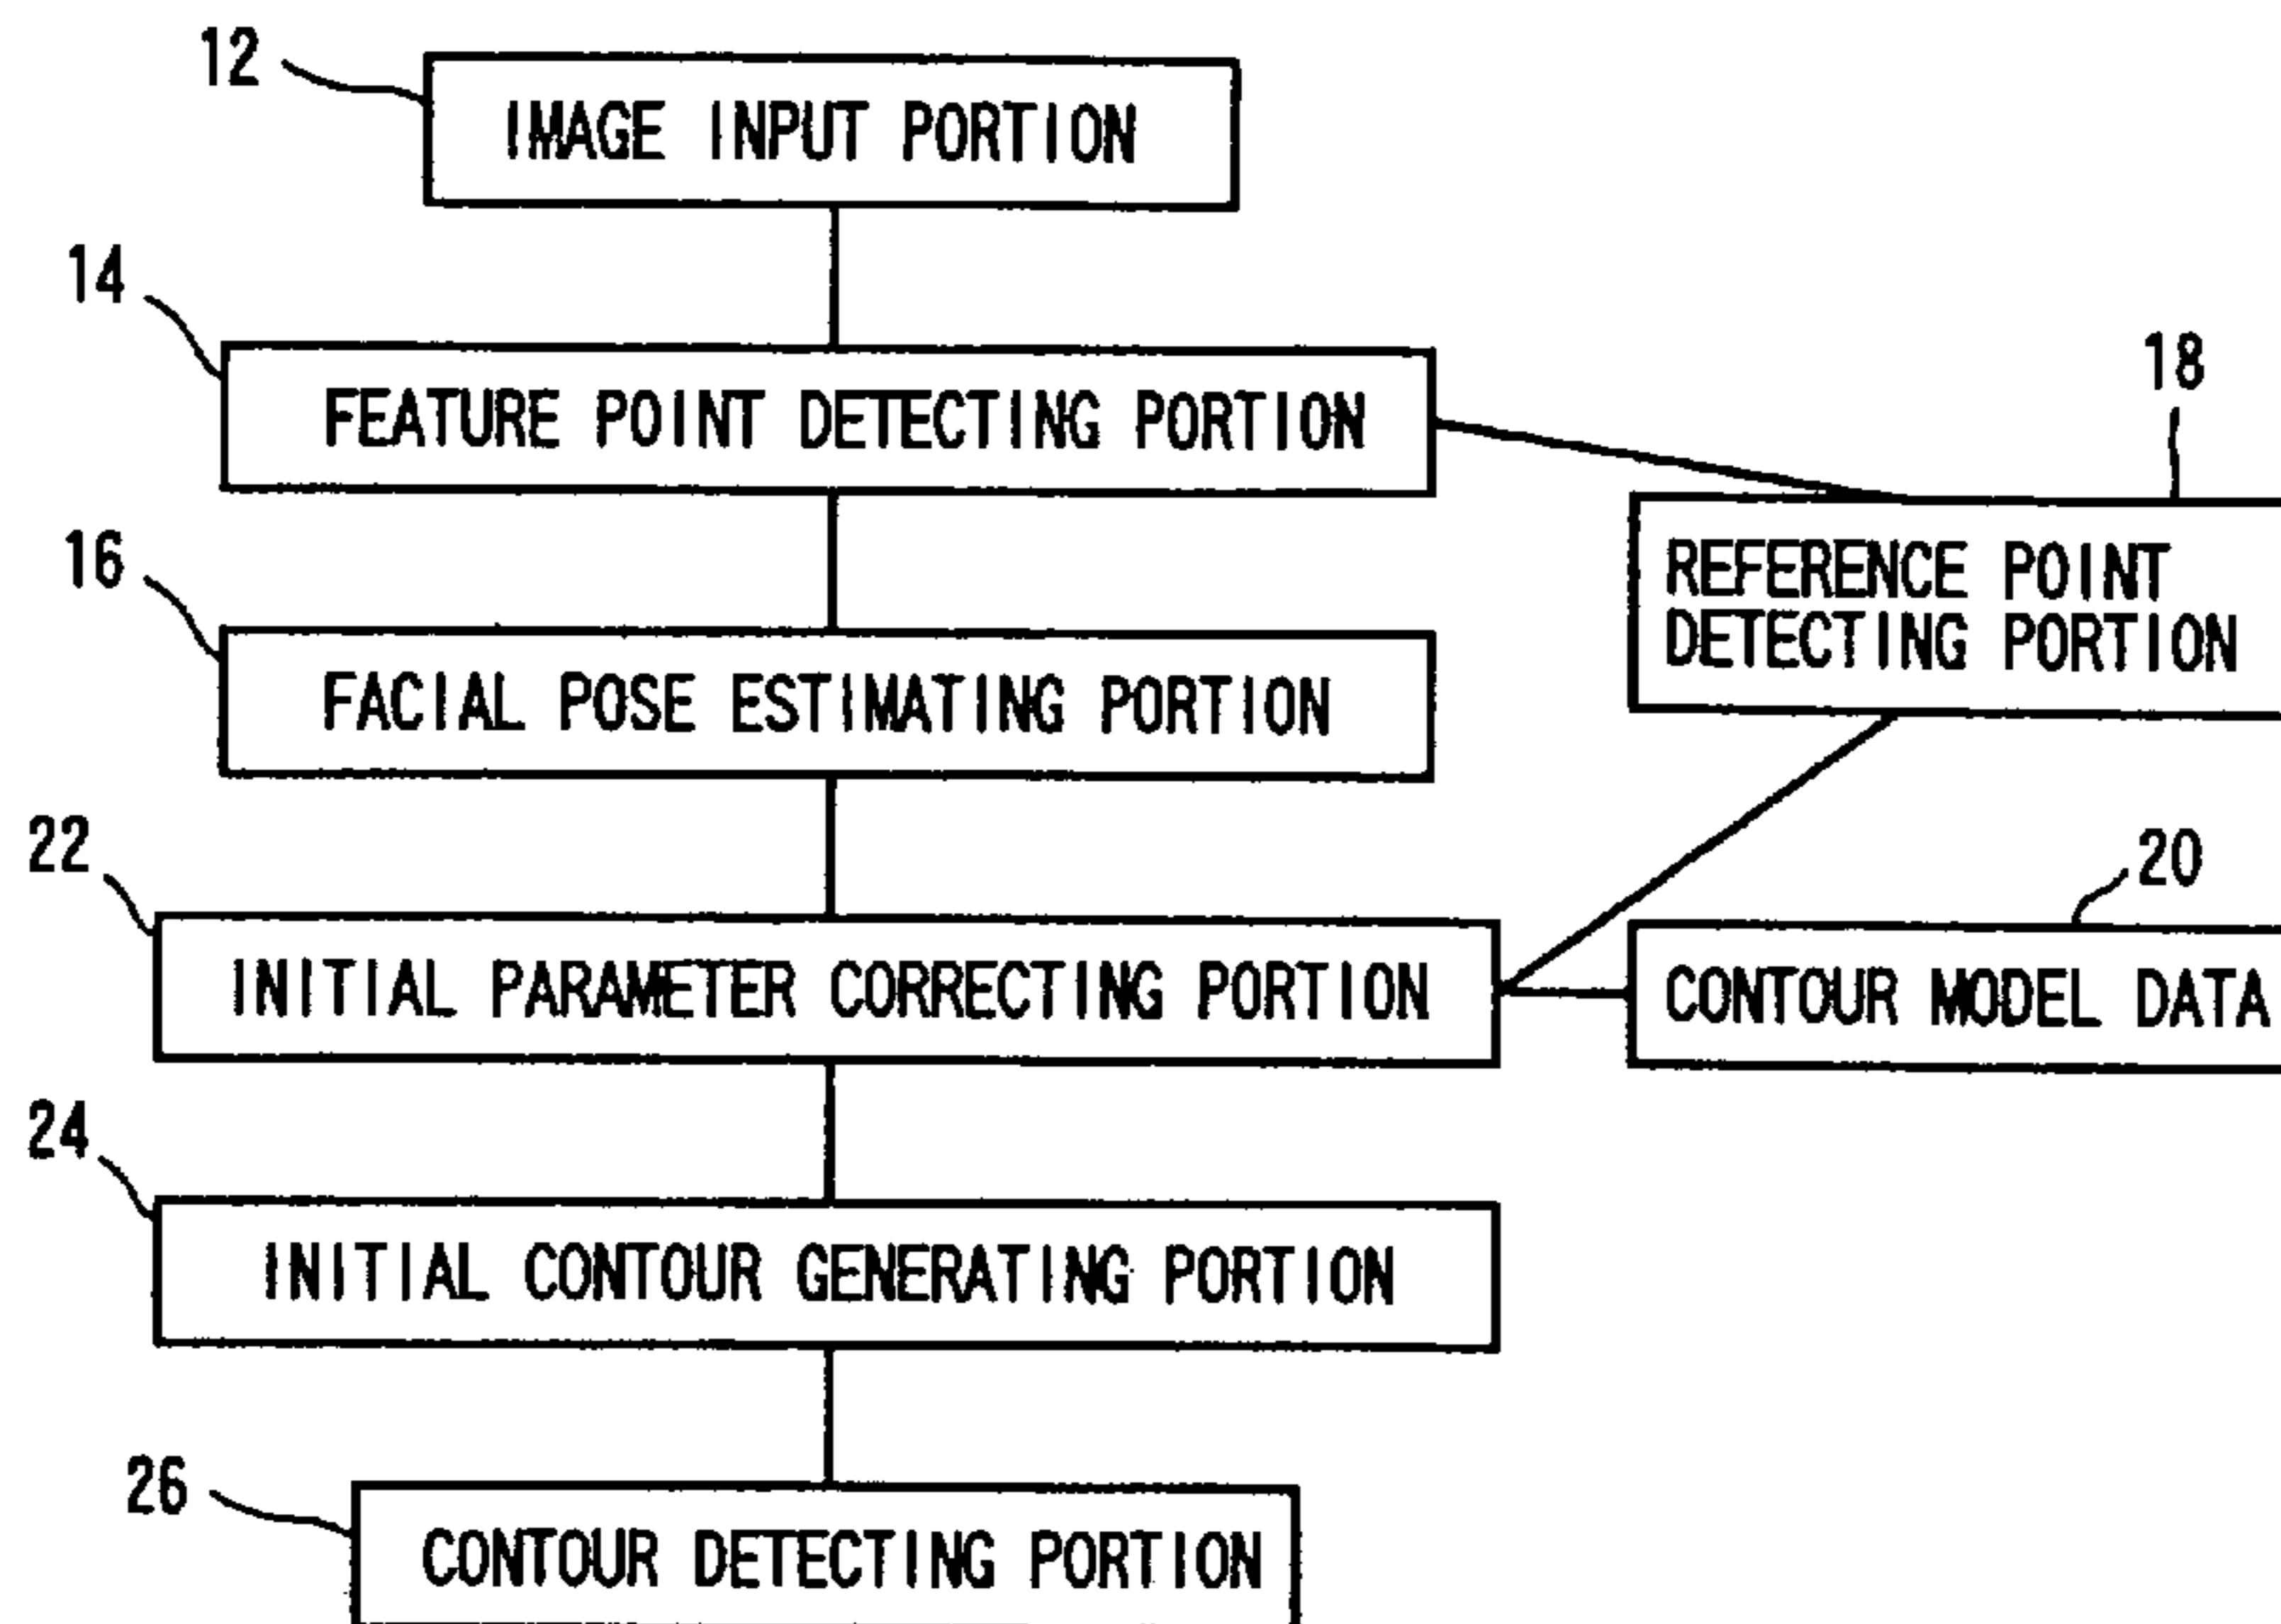 12
IMAGE INPUT PORTION
14
FEATURE POINT DETECTING PORTION
18
REFERENCE POINT
DETECTING PORTION
16
FACIAL POSE ESTIMATING PORTION
22
INITIAL PARAMETER CORRECTING PORTION
20
CONTOUR MODEL DATA
24
INITIAL CONTOUR GENERATING PORTION
26
CONTOUR DETECTING PORTION